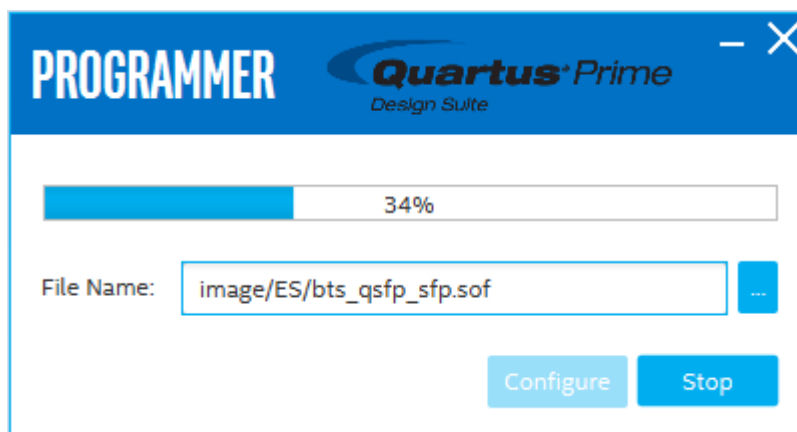 PROGRAMMER
Quartus Prime
Design Suite
34%
File Name: image/ES/bts_qsfp_sfp.sof ...
Configure Stop